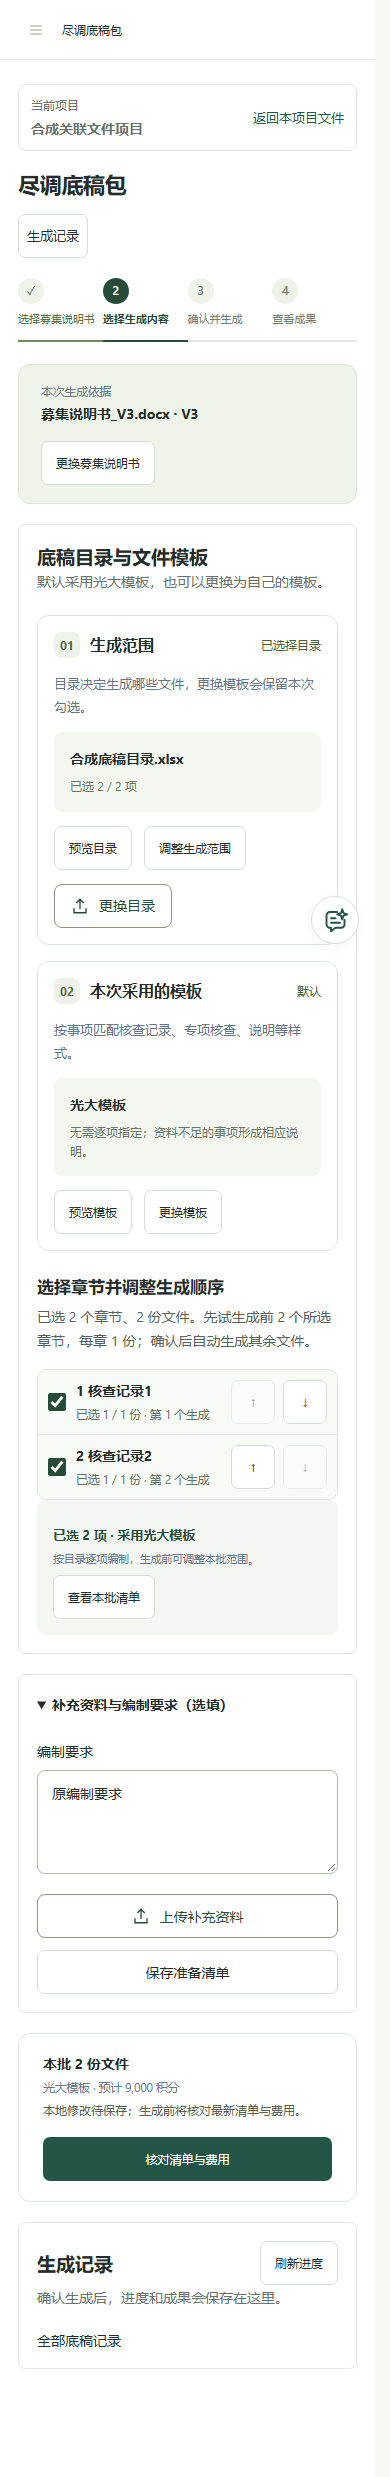 尽调底稿包
当前项目
合成关联文件项目
返回本项目文件
尽调底稿包
生成记录
✓
2
3
4
选择募集说明书
选择生成内容
确认并生成
查看成果
本次生成依据
募集说明书_V3.docx · V3
更换募集说明书
底稿目录与文件模板
默认采用光大模板，也可以更换为自己的模板。
01 生成范围
已选择目录
目录决定生成哪些文件，更换模板会保留本次
勾选。
合成底稿目录.xlsx
已选 2 / 2 项
预览目录
调整生成范围
更换目录
02 本次采用的模板
默认
按事项匹配核查记录、专项核查、说明等样
式。
光大模板
无需逐项指定；资料不足的事项形成相应说
明。
预览模板
更换模板
选择章节并调整生成顺序
已选 2 个章节、2 份文件。先试生成前 2 个所选
章节，每章 1 份；确认后自动生成其余文件。
1 核查记录1
已选 1 / 1 份 · 第 1 个生成
↑
↓
2 核查记录2
已选 1 / 1 份 · 第 2 个生成
↑
↓
已选 2 项 · 采用光大模板
按目录逐项编制，生成前可调整本批范围。
查看本批清单
▼ 补充资料与编制要求（选填）
编制要求
原编制要求
上传补充资料
保存准备清单
本批 2 份文件
光大模板 · 预计 9,000 积分
本地修改待保存；生成前将核对最新清单与费用。
核对清单与费用
生成记录
刷新进度
确认生成后，进度和成果会保存在这里。
全部底稿记录